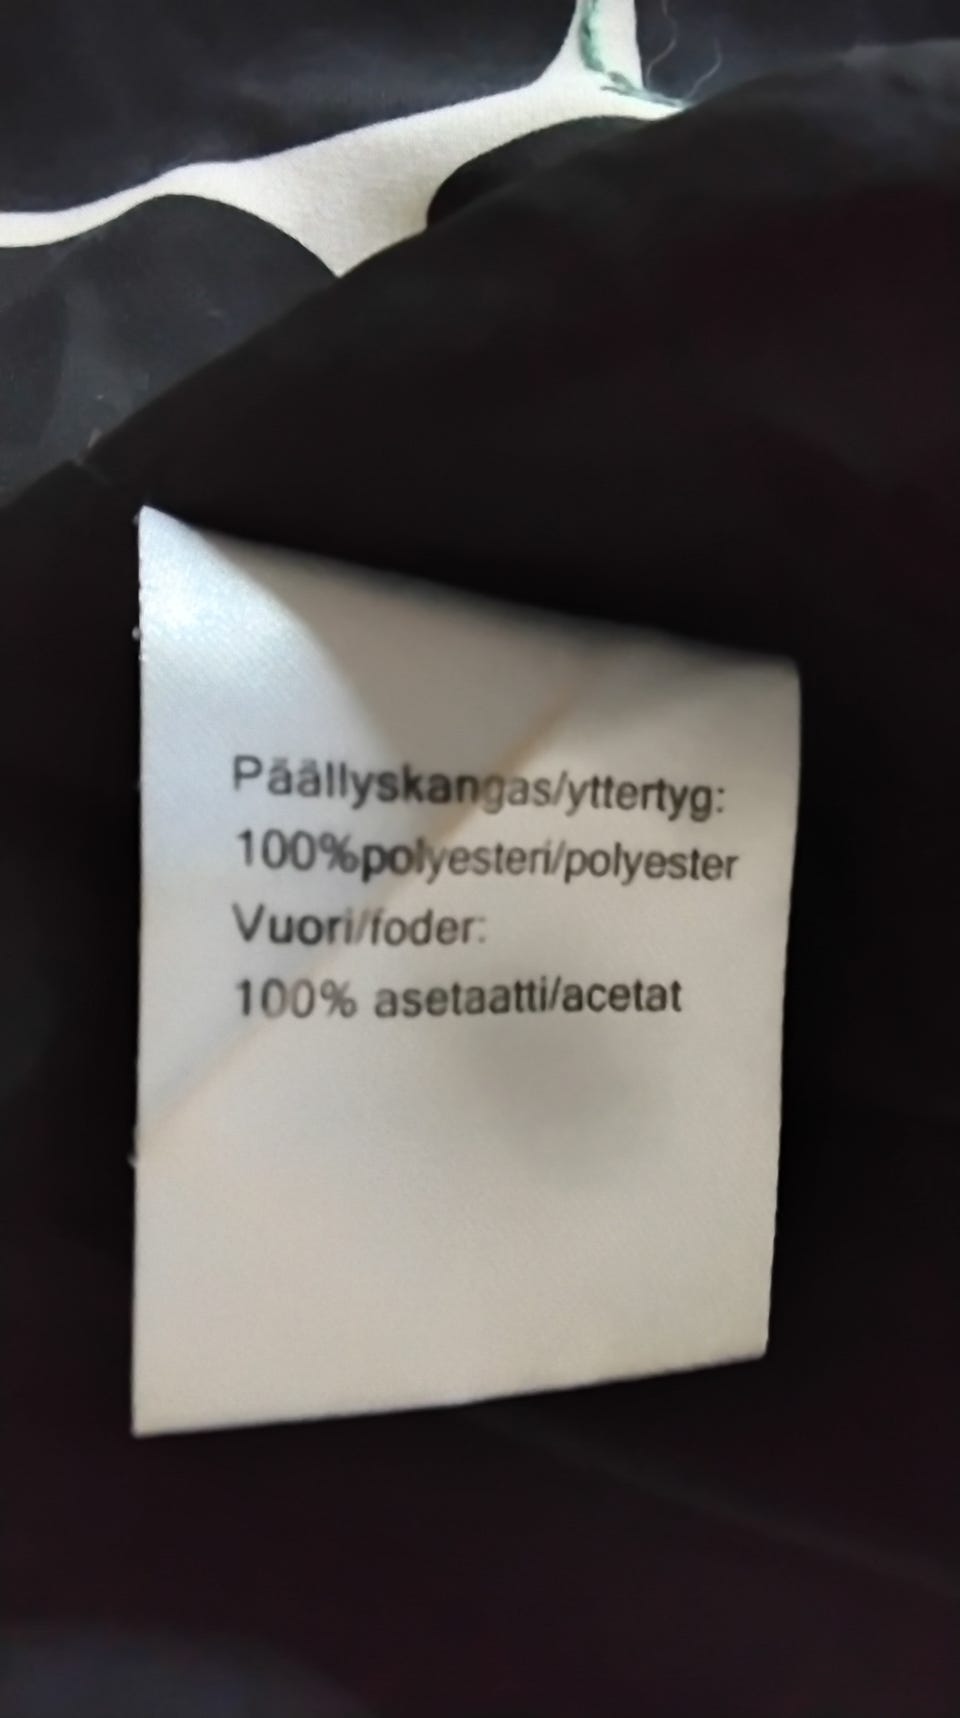 Päällyskangas/yttertyg:
100%polyesteri/polyester
Vuori/foder:
100% asetaatti/acetat